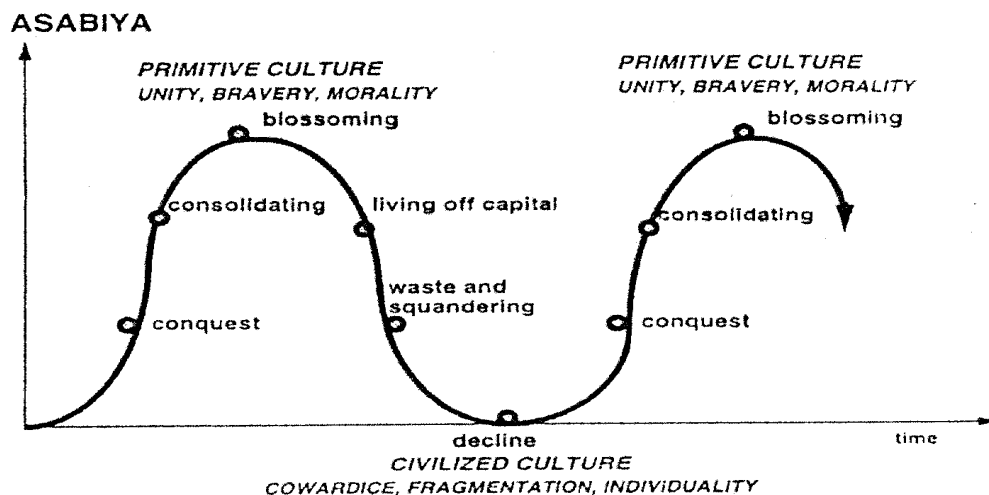 ASABIYA
PRIMITIVE CULTURE
UNITY, BRAVERY, MORALITY
blossoming
consolidating
living off capital
waste and
squandering
conquest
PRIMITIVE CULTURE
UNITY, BRAVERY, MORALITY
blossoming
consolidating
conquest
decline
time
CIVILIZED CULTURE
COWARDICE, FRAGMENTATION, INDIViDUALITY